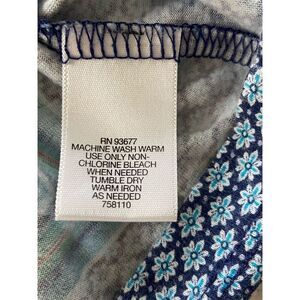 RN 93677
MACHINE WASH WARM
USE ONLY NON-
CHLORINE BLEACH
WHEN NEEDED
TUMBLE DRY
WARM IRON
AS NEEDED
758110